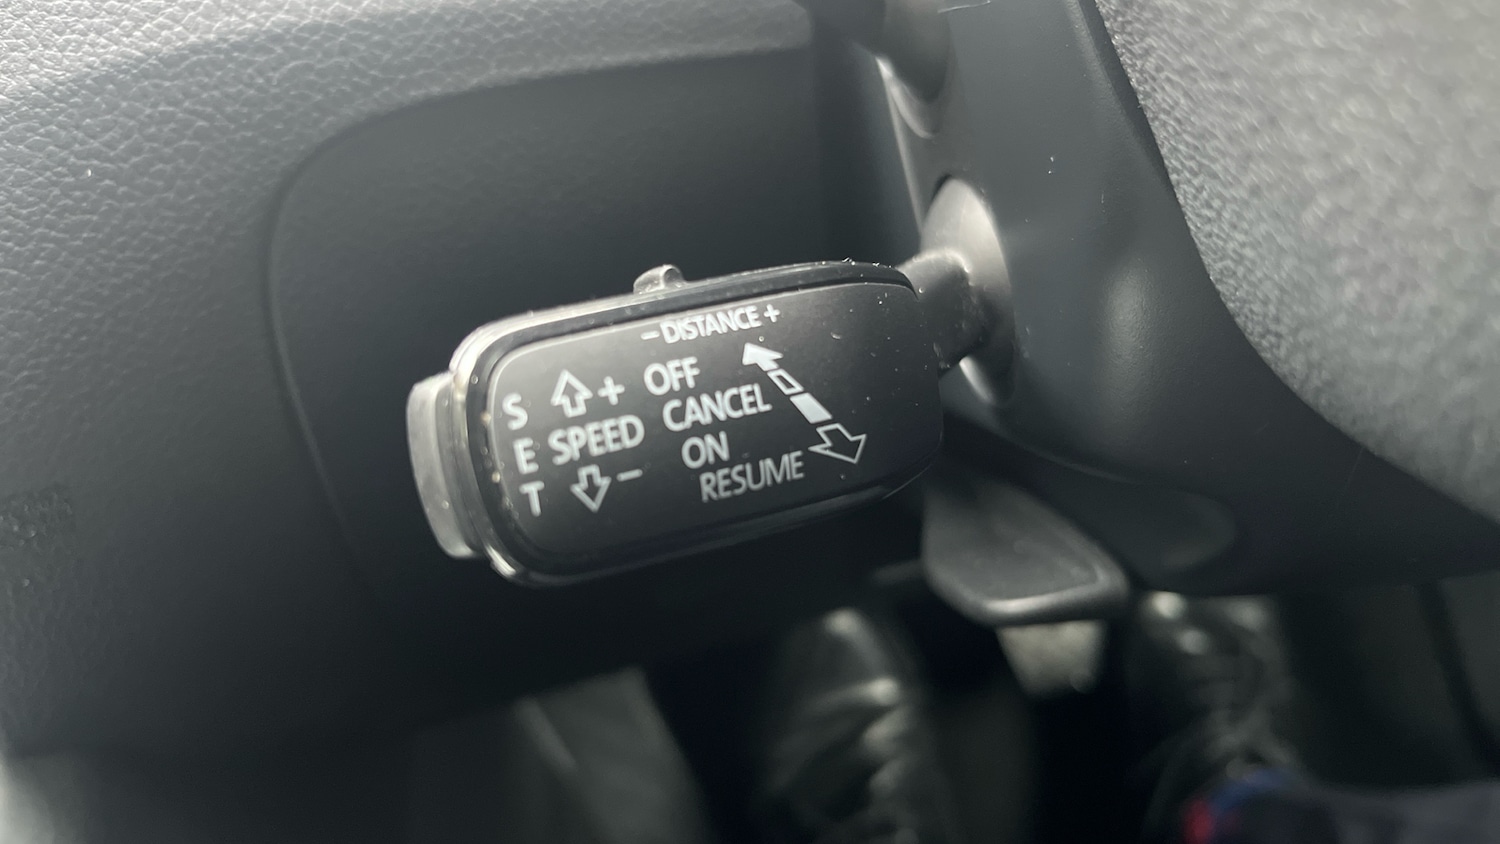 − DISTANCE +
S + OFF
E SPEED CANCEL
T − ON
RESUME